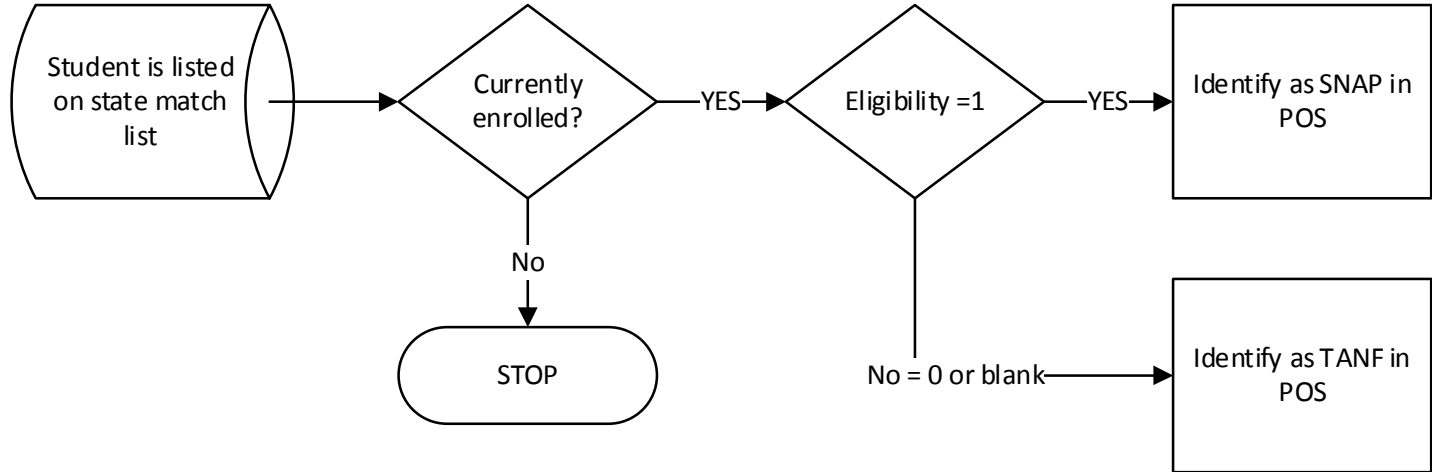 Student is listed
on state match
list
Currently
enrolled?
YES
Eligibility =1
YES
Identify as SNAP in
POS
No
STOP
No = 0 or blank
Identify as TANF in
POS